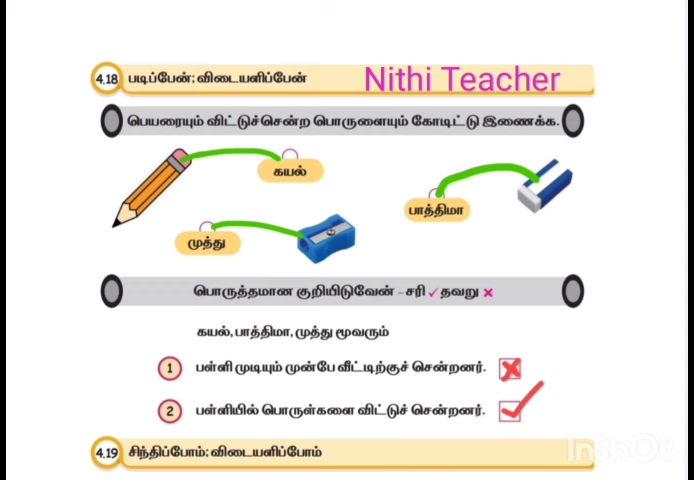 4.18 படிப்பேன்; விடையளிப்பேன் Nithi Teacher
பெயரையும் விட்டுச்சென்ற பொருளையும் கோடிட்டு இணைக்க.
கயல்
பாத்திமா
முத்து
பொருத்தமான குறியிடுவேன் – சரி ✓ தவறு ×
கயல், பாத்திமா, முத்து மூவரும்
1 பள்ளி முடியும் முன்பே வீட்டிற்குச் சென்றனர்.
2 பள்ளியில் பொருள்களை விட்டுச் சென்றனர்.
4.19 சிந்திப்போம்; விடையளிப்போம்
InShOt